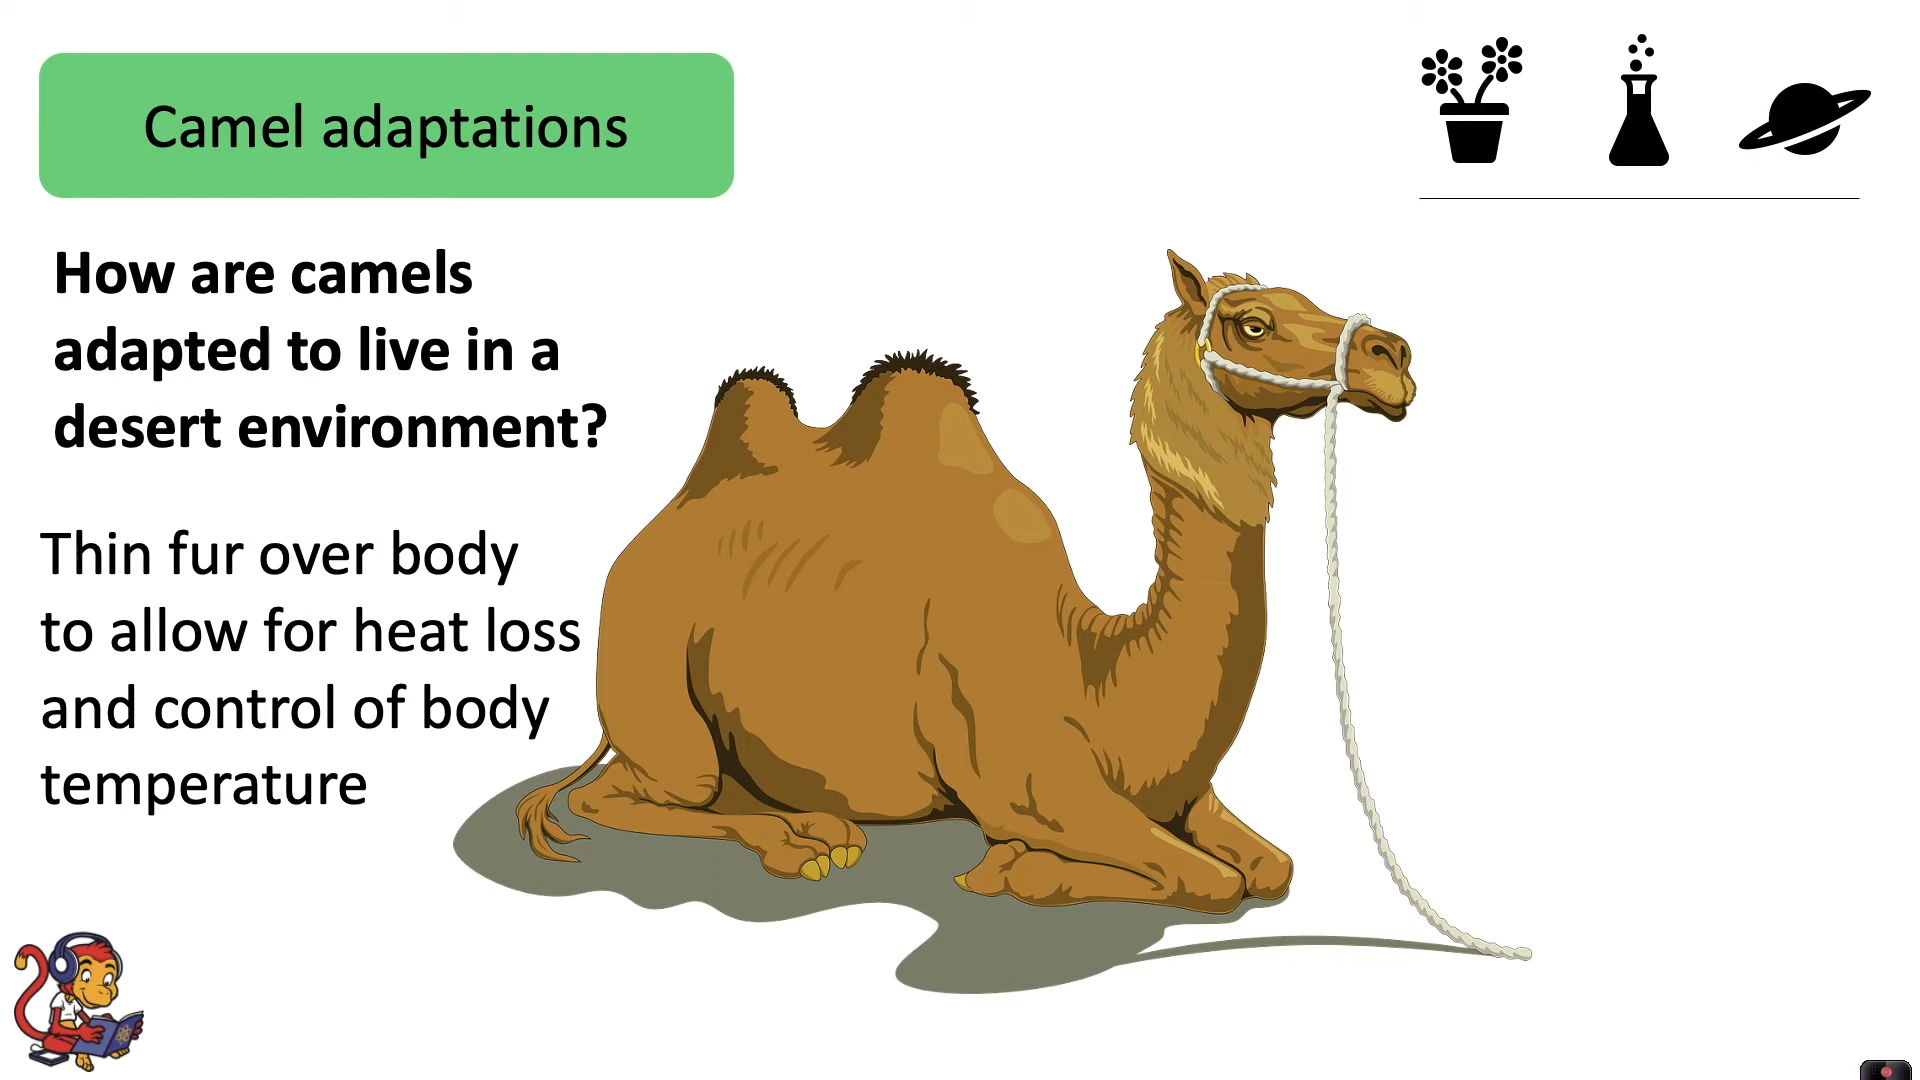 Camel adaptations
How are camels
adapted to live in a
desert environment?
Thin fur over body
to allow for heat loss
and control of body
temperature